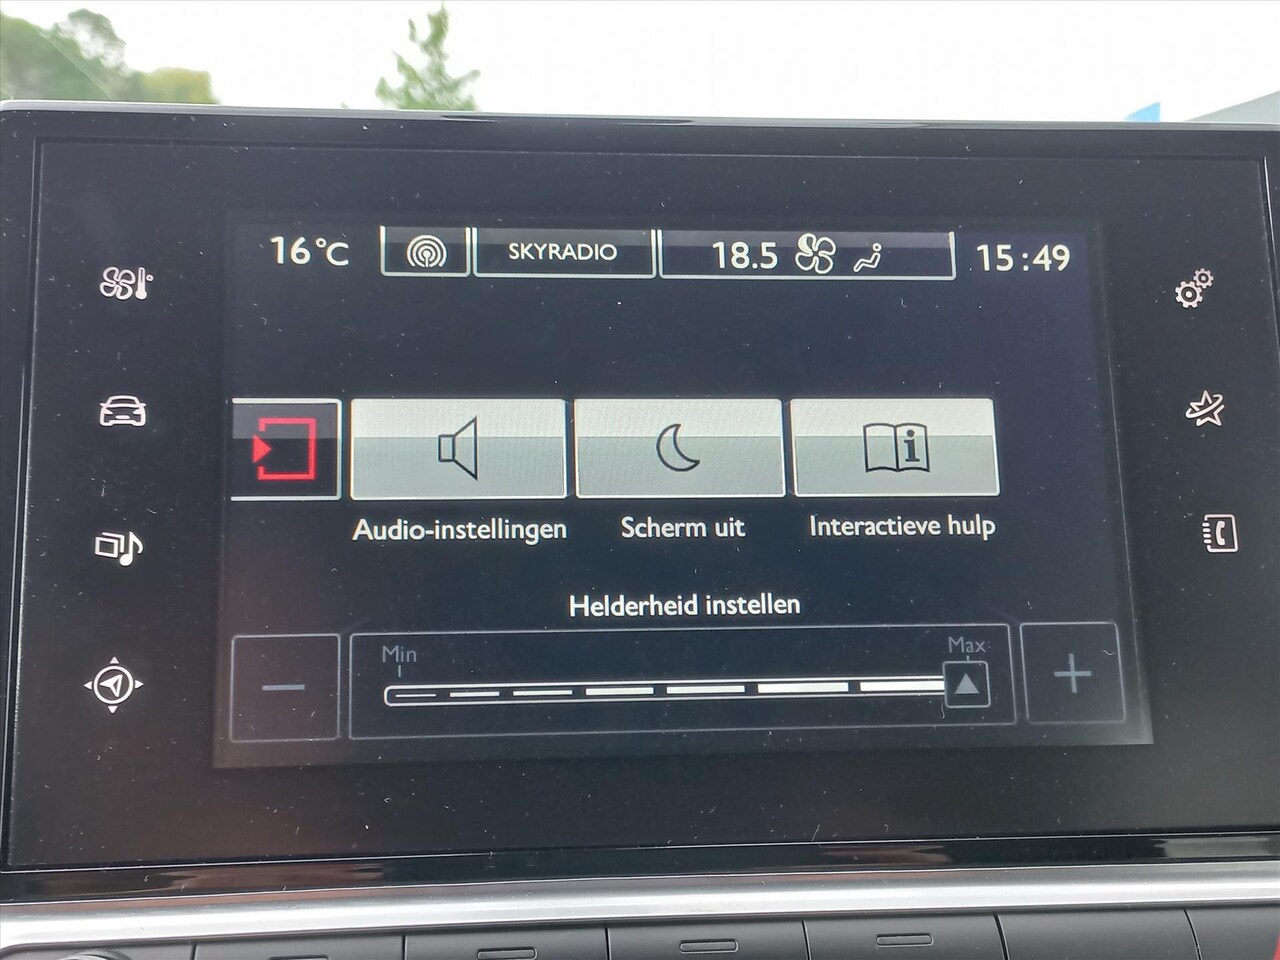 16°C SKYRADIO 18.5 15:49
Audio-instellingen Scherm uit Interactieve hulp
Helderheid instellen
Min Max